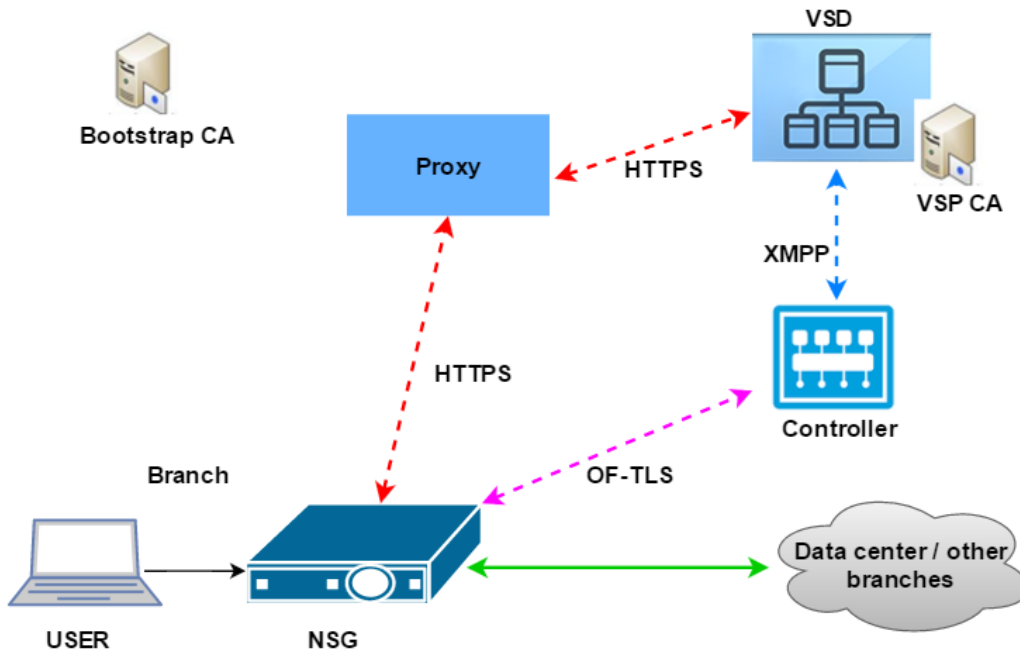 VSD
Bootstrap CA
Proxy
HTTPS
VSP CA
XMPP
HTTPS
Controller
Branch
OF-TLS
Data center / other
branches
USER
NSG